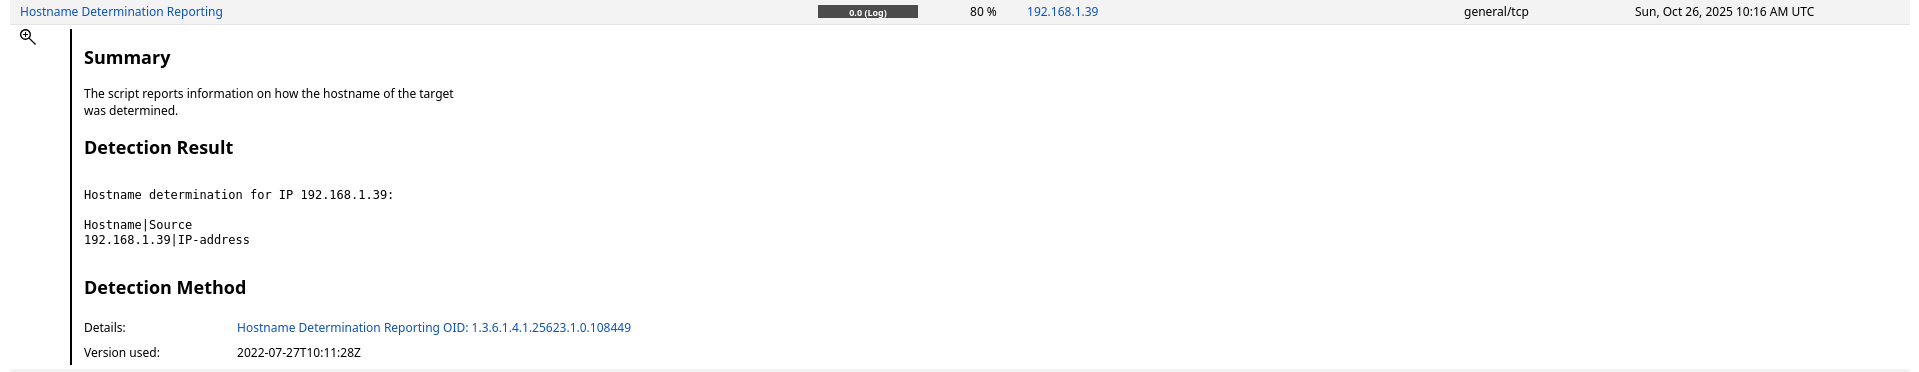 Hostname Determination Reporting 0.0 (Log) 80 % 192.168.1.39 general/tcp Sun, Oct 26, 2025 10:16 AM UTC
Summary
The script reports information on how the hostname of the target
was determined.
Detection Result
Hostname determination for IP 192.168.1.39:
Hostname|Source
192.168.1.39|IP-address
Detection Method
Details: Hostname Determination Reporting OID: 1.3.6.1.4.1.25623.1.0.108449
Version used: 2022-07-27T10:11:28Z